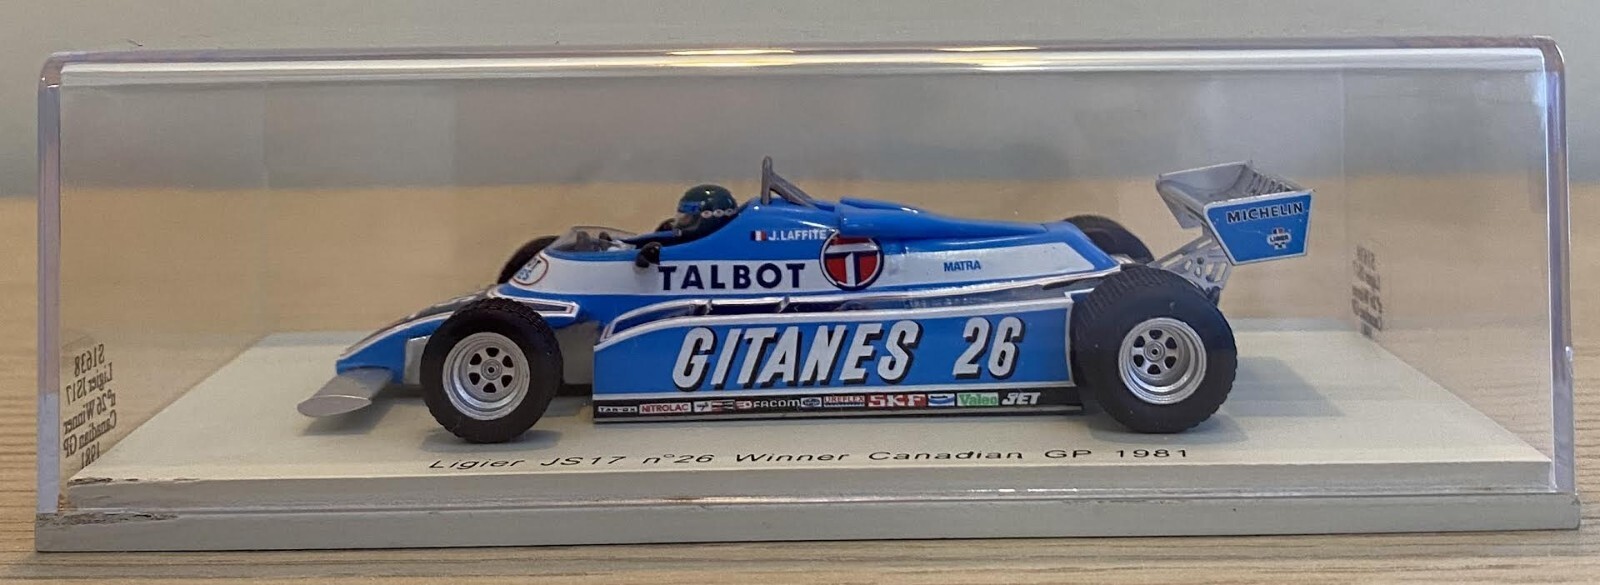 MICHELIN
J.LAFFITE
TALBOT T MATRA
GITANES 26
NITROLAC FACOM UREFLEX SKF Valeo JET
Ligier JS17 n°26 Winner Canadian GP 1981
S1638
Ligier JS17
n°26 Winner
Canadian GP
1981